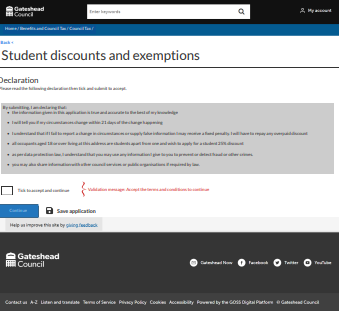 Gateshead
Council
Enter keywords
My account
Home / Benefits and Council Tax / Council Tax /
Back
Student discounts and exemptions
Declaration
Please read the following declaration then tick and submit to accept.
By submitting, I am declaring that:
the information given in this application is true and accurate to the best of my knowledge
I will tell you if my circumstances change within 21 days of the change happening
I understand that if I fail to report a change in circumstances or supply false information I may receive a fixed penalty. I will have to repay any overpaid discount
all occupants aged 18 or over living at this address are students apart from one and wish to apply for a student 25% discount
as per data protection law, I understand that you may use any information I give to you to prevent or detect fraud or other crimes.
you may also share information with other council services or public organisations if required by law.
Tick to accept and continue
Validation message: Accept the terms and conditions to continue
Continue
Save application
Help us improve this site by giving feedback
Gateshead
Council
Gateshead Now
Facebook
Twitter
YouTube
Contact us A-Z Listen and translate Terms of Service Privacy Policy Cookies Accessibility Powered by the GOSS Digital Platform © Gateshead Council